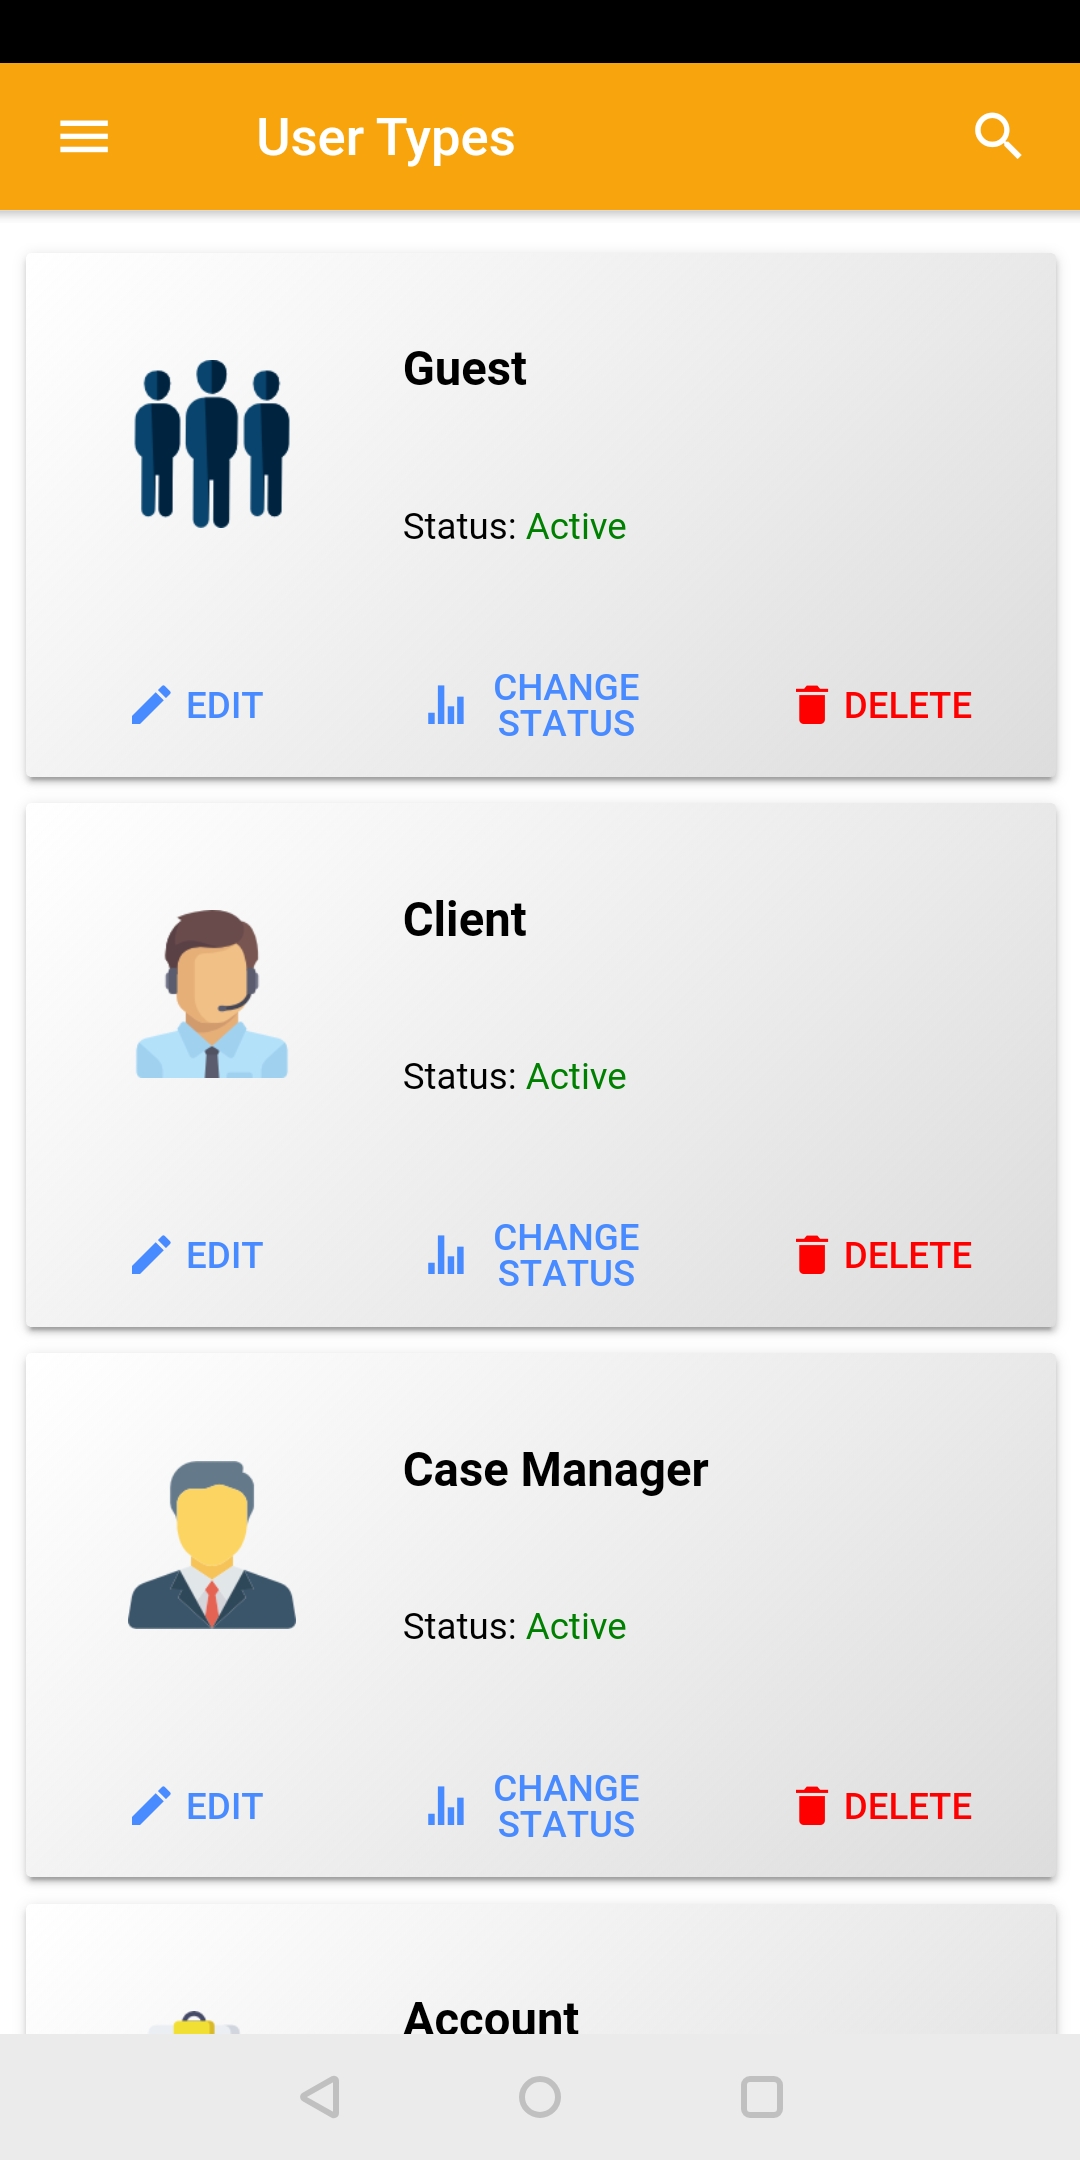 User Types
Guest
Status: Active
EDIT
CHANGE
STATUS
DELETE
Client
Status: Active
EDIT
CHANGE
STATUS
DELETE
Case Manager
Status: Active
EDIT
CHANGE
STATUS
DELETE
Account